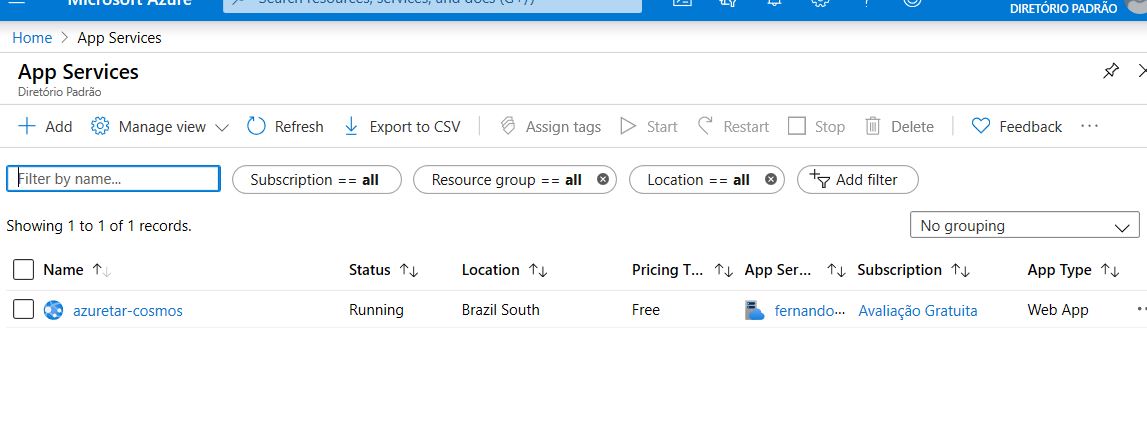 Microsoft Azure
Search resources, services, and docs (G+/)
DIRETÓRIO PADRÃO
Home > App Services
App Services
Diretório Padrão
Add Manage view Refresh Export to CSV Assign tags Start Restart Stop Delete Feedback ...
Filter by name... Subscription == all Resource group == all Location == all Add filter
Showing 1 to 1 of 1 records. No grouping
Name Status Location Pricing T... App Ser... Subscription App Type
azuretar-cosmos Running Brazil South Free fernando... Avaliação Gratuita Web App